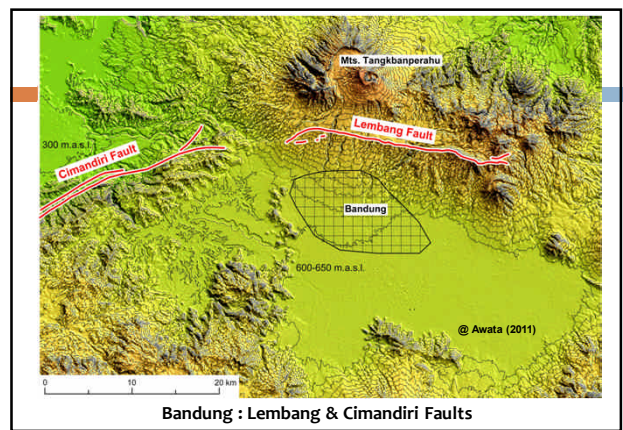 Mts. Tangkbanperahu
Lembang Fault
300 m.a.s.l.
Cimandiri Fault
Bandung
600-650 m.a.s.l.
@ Awata (2011)
0 10 20 km
Bandung : Lembang & Cimandiri Faults